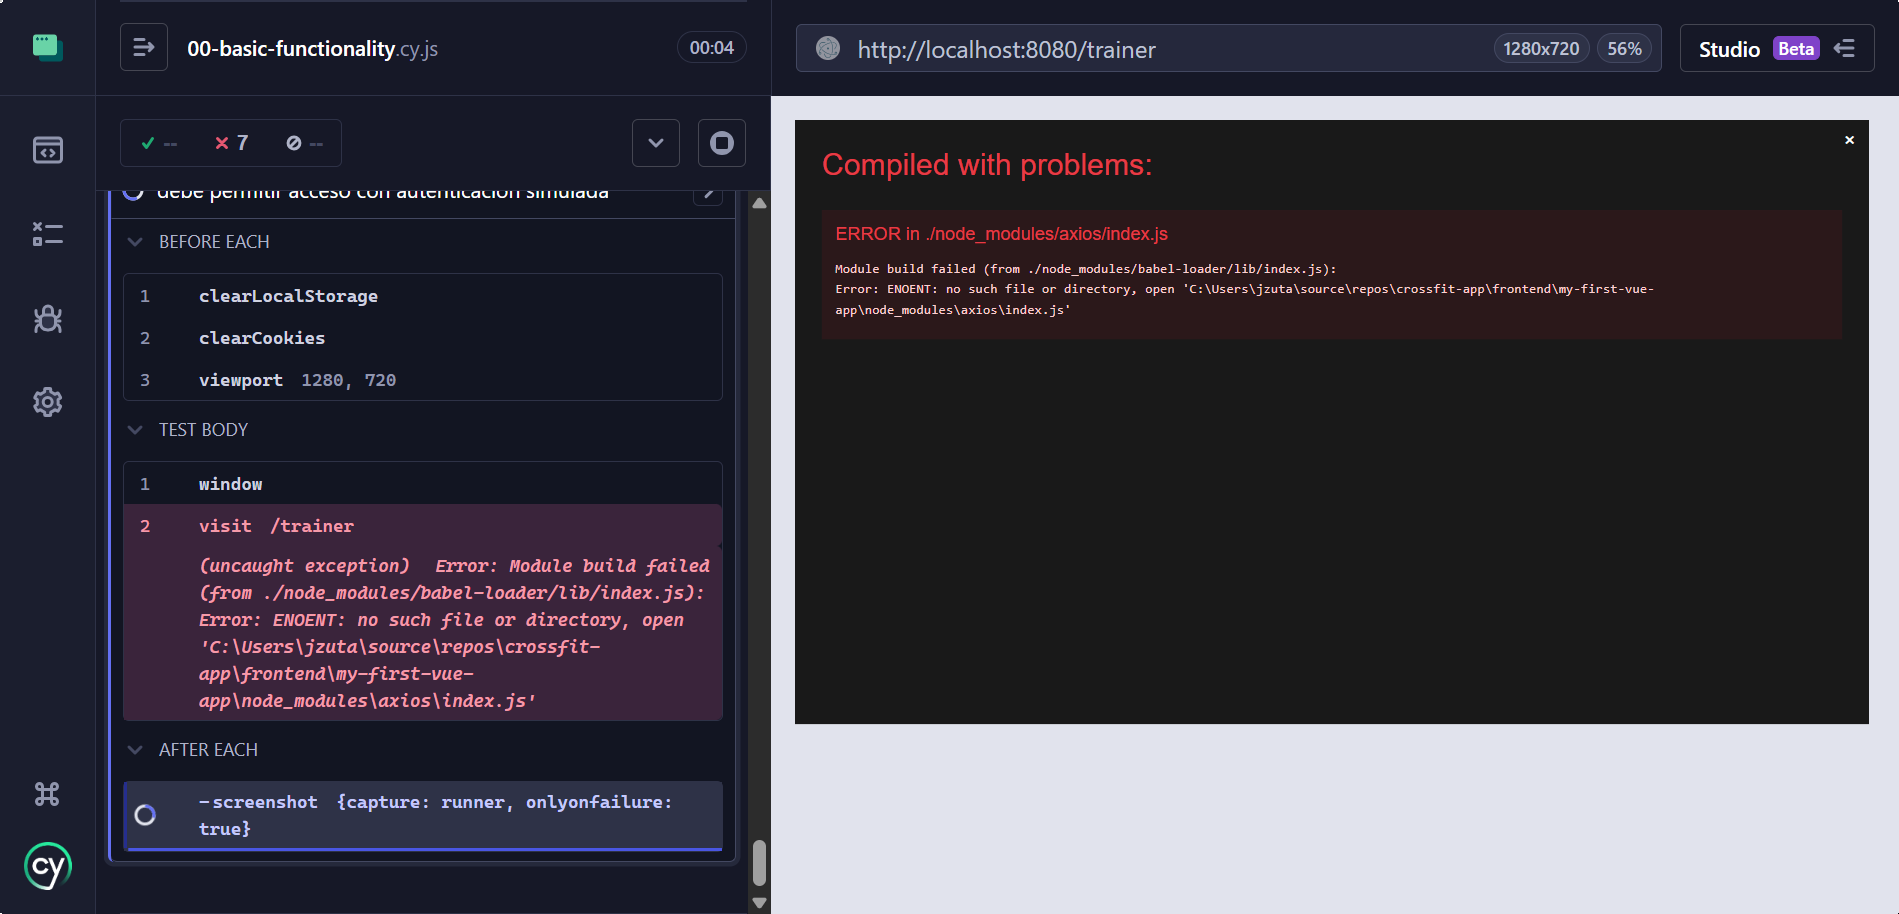 00-basic-functionality.cy.js
00:04
http://localhost:8080/trainer
1280x720
56%
Studio Beta
-- 7 --
debe permitir acceso con autenticación simulada
BEFORE EACH
1 clearLocalStorage
2 clearCookies
3 viewport 1280, 720
TEST BODY
1 window
2 visit /trainer
(uncaught exception) Error: Module build failed
(from ./node_modules/babel-loader/lib/index.js):
Error: ENOENT: no such file or directory, open
'C:\Users\jzuta\source\repos\crossfit-
app\frontend\my-first-vue-
app\node_modules\axios\index.js'
AFTER EACH
-screenshot {capture: runner, onlyonfailure:
true}
cy
Compiled with problems:
×
ERROR in ./node_modules/axios/index.js
Module build failed (from ./node_modules/babel-loader/lib/index.js):
Error: ENOENT: no such file or directory, open 'C:\Users\jzuta\source\repos\crossfit-app\frontend\my-first-vue-
app\node_modules\axios\index.js'